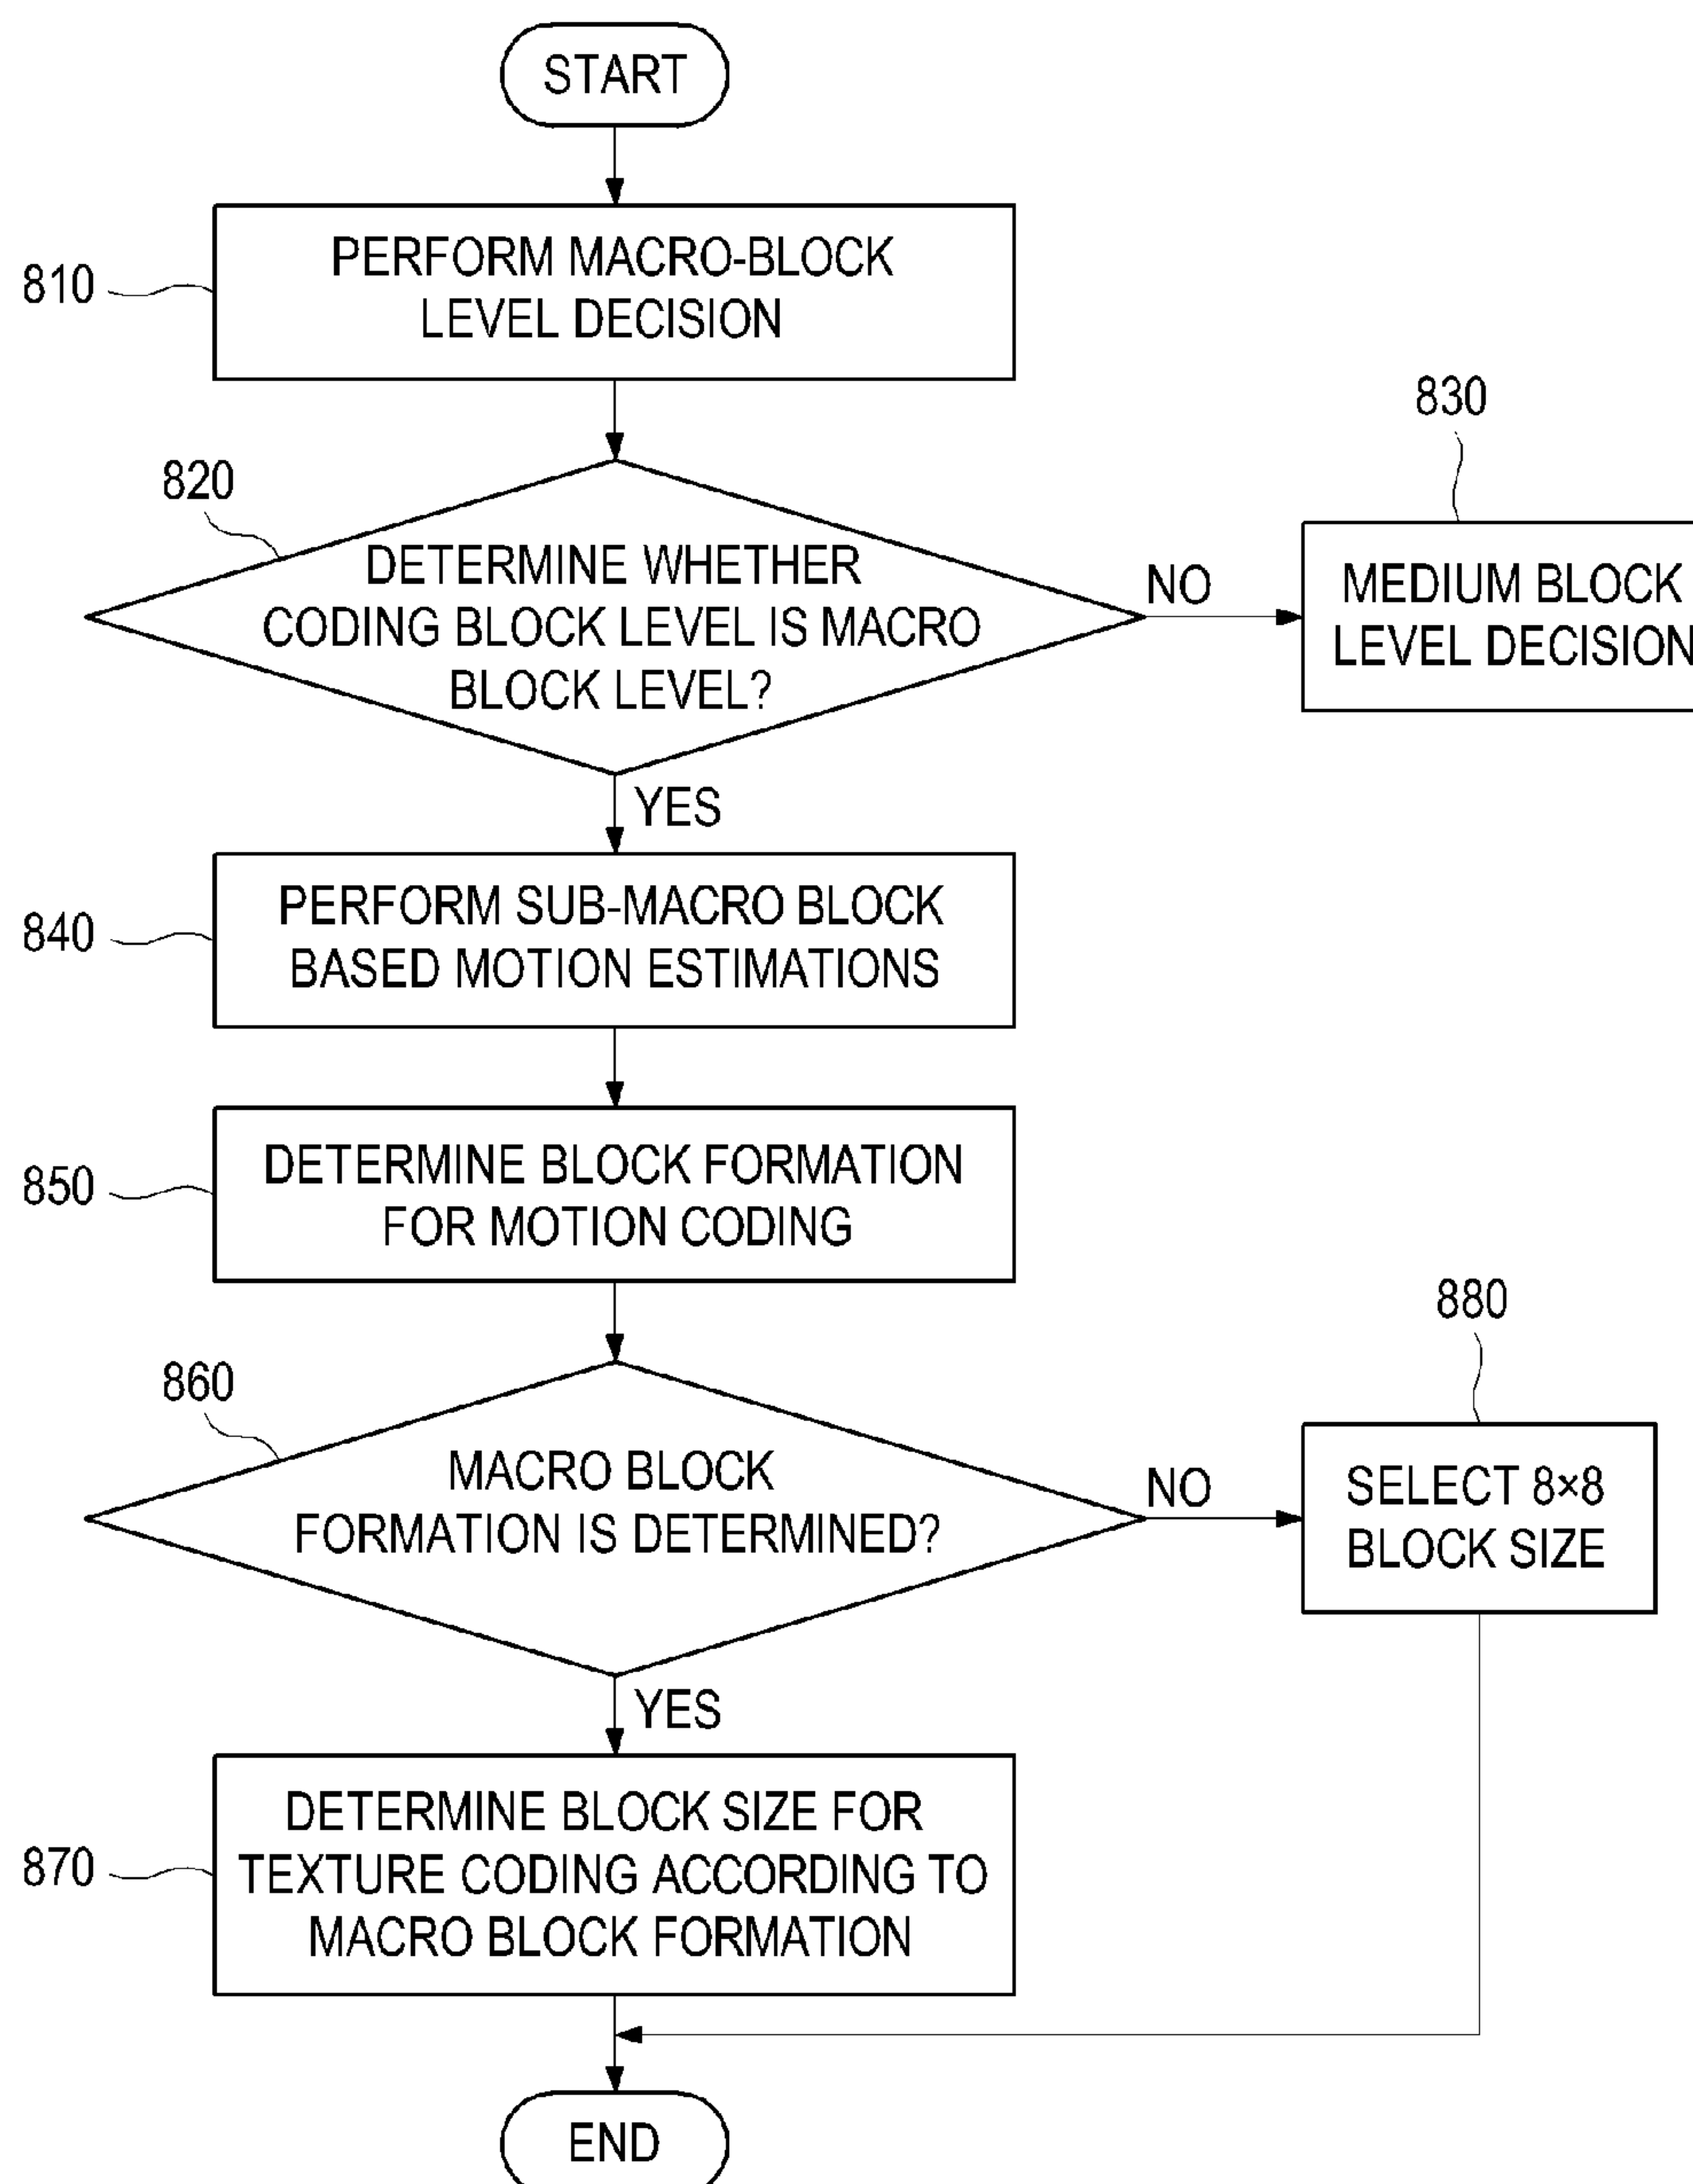 START
810
PERFORM MACRO-BLOCK
LEVEL DECISION
820
DETERMINE WHETHER
CODING BLOCK LEVEL IS MACRO
BLOCK LEVEL?
NO
830
MEDIUM BLOCK
LEVEL DECISION
YES
840
PERFORM SUB-MACRO BLOCK
BASED MOTION ESTIMATIONS
850
DETERMINE BLOCK FORMATION
FOR MOTION CODING
860
MACRO BLOCK
FORMATION IS DETERMINED?
NO
880
SELECT 8×8
BLOCK SIZE
YES
870
DETERMINE BLOCK SIZE FOR
TEXTURE CODING ACCORDING TO
MACRO BLOCK FORMATION
END